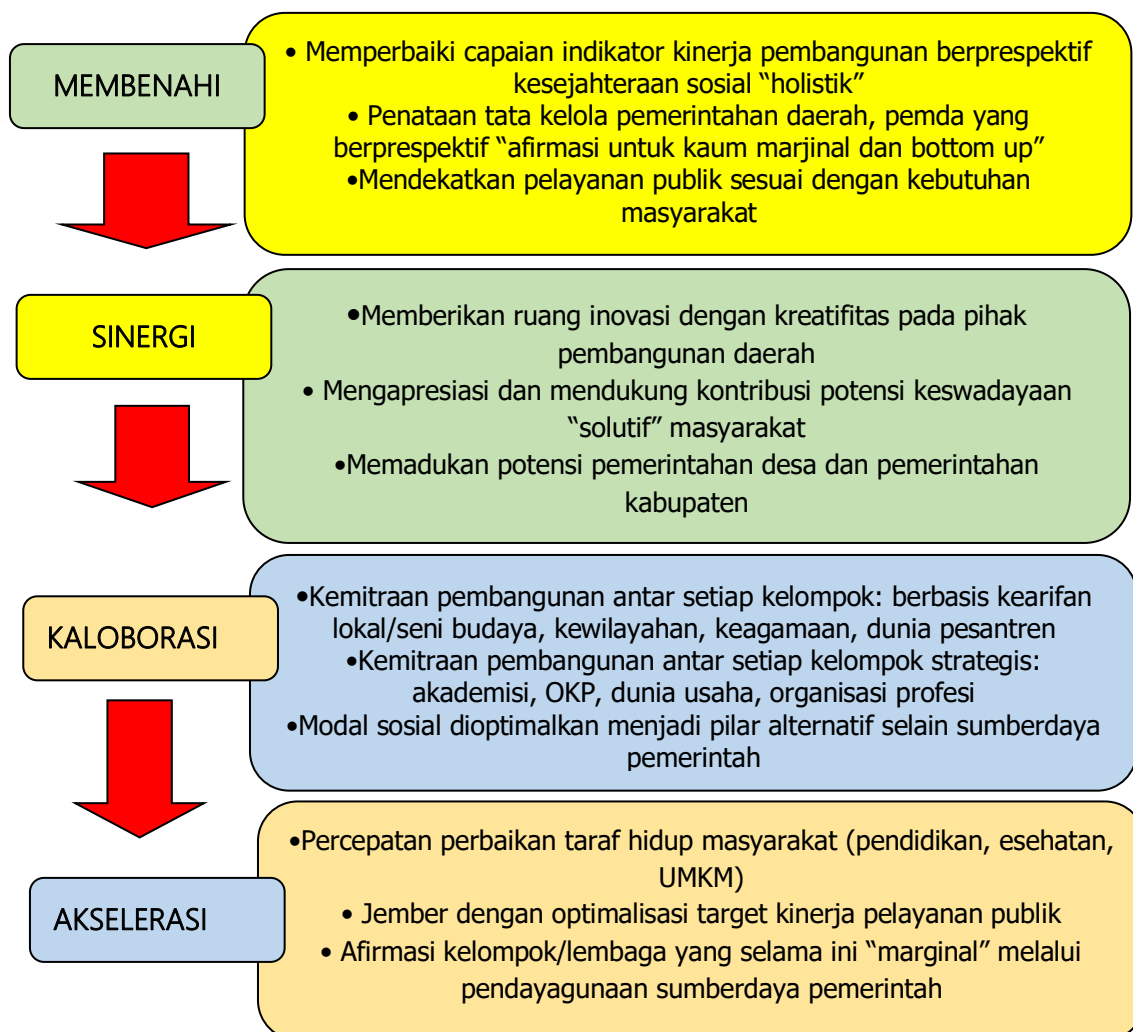 MEMBENAHI
• Memperbaiki capaian indikator kinerja pembangunan berprespektif
kesejahteraan sosial “holistik”
• Penataan tata kelola pemerintahan daerah, pemda yang
berprespektif “afirmasi untuk kaum marjinal dan bottom up”
•Mendekatkan pelayanan publik sesuai dengan kebutuhan
masyarakat
SINERGI
•Memberikan ruang inovasi dengan kreatifitas pada pihak
pembangunan daerah
• Mengapresiasi dan mendukung kontribusi potensi keswadayaan
“solutif” masyarakat
•Memadukan potensi pemerintahan desa dan pemerintahan
kabupaten
KALOBORASI
•Kemitraan pembangunan antar setiap kelompok: berbasis kearifan
lokal/seni budaya, kewilayahan, keagamaan, dunia pesantren
•Kemitraan pembangunan antar setiap kelompok strategis:
akademisi, OKP, dunia usaha, organisasi profesi
•Modal sosial dioptimalkan menjadi pilar alternatif selain sumberdaya
pemerintah
AKSELERASI
•Percepatan perbaikan taraf hidup masyarakat (pendidikan, esehatan,
UMKM)
• Jember dengan optimalisasi target kinerja pelayanan publik
• Afirmasi kelompok/lembaga yang selama ini “marginal” melalui
pendayagunaan sumberdaya pemerintah